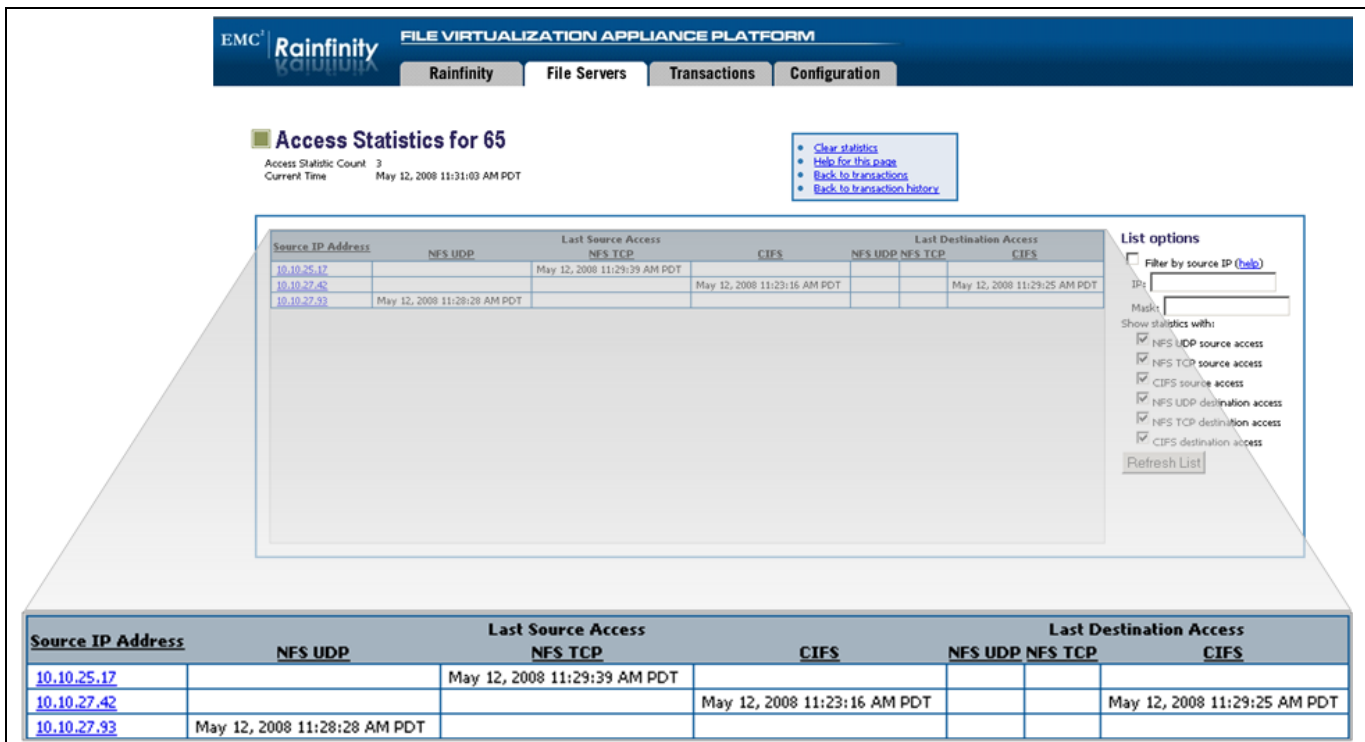 EMC² Rainfinity
FILE VIRTUALIZATION APPLIANCE PLATFORM
Rainfinity File Servers Transactions Configuration
Access Statistics for 65
Access Statistic Count 3
Current Time May 12, 2008 11:31:03 AM PDT
Clear statistics
Help for this page
Back to transactions
Back to transaction history
Source IP Address Last Source Access Last Destination Access
NFS UDP NFS TCP CIFS NFS UDP NFS TCP CIFS
10.10.25.17 May 12, 2008 11:29:39 AM PDT
10.10.27.42 May 12, 2008 11:23:16 AM PDT May 12, 2008 11:29:25 AM PDT
10.10.27.93 May 12, 2008 11:28:28 AM PDT
List options
Filter by source IP (help)
IP:
Mask:
Show statistics with:
NFS UDP source access
NFS TCP source access
CIFS source access
NFS UDP destination access
NFS TCP destination access
CIFS destination access
Refresh List
Source IP Address Last Source Access Last Destination Access
NFS UDP NFS TCP CIFS NFS UDP NFS TCP CIFS
10.10.25.17 May 12, 2008 11:29:39 AM PDT
10.10.27.42 May 12, 2008 11:23:16 AM PDT May 12, 2008 11:29:25 AM PDT
10.10.27.93 May 12, 2008 11:28:28 AM PDT